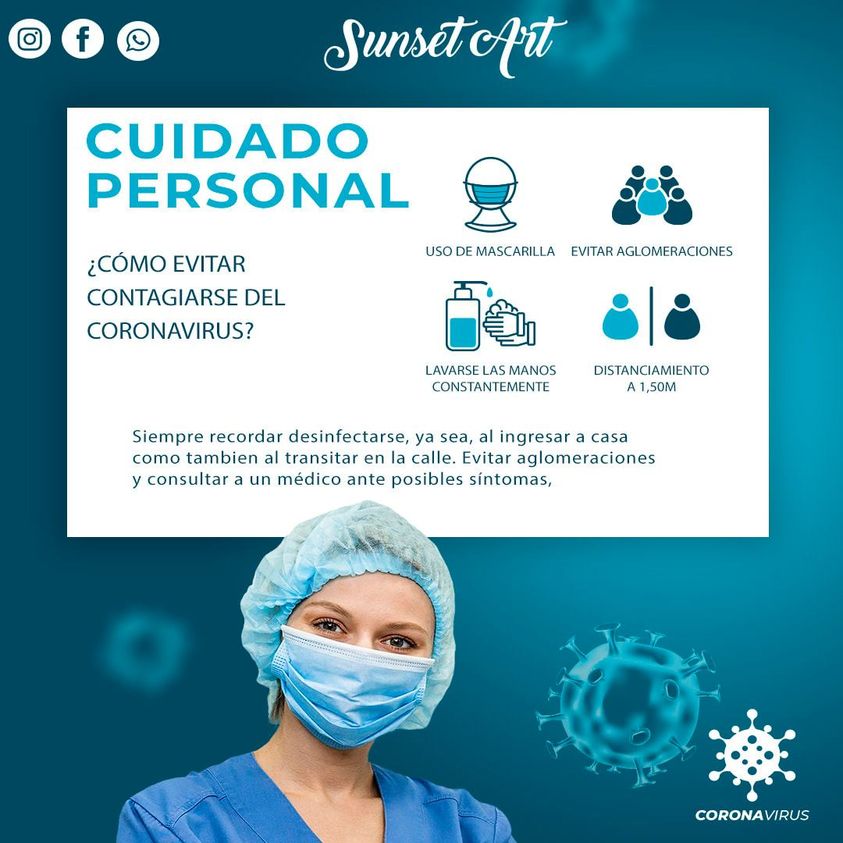 Sunset Art
CUIDADO
PERSONAL
¿CÓMO EVITAR
CONTAGIARSE DEL
CORONAVIRUS?
USO DE MASCARILLA
EVITAR AGLOMERACIONES
LAVARSE LAS MANOS
CONSTANTEMENTE
DISTANCIAMIENTO
A 1,50M
Siempre recordar desinfectarse, ya sea, al ingresar a casa
como tambien al transitar en la calle. Evitar aglomeraciones
y consultar a un médico ante posibles síntomas,
CORONAVIRUS